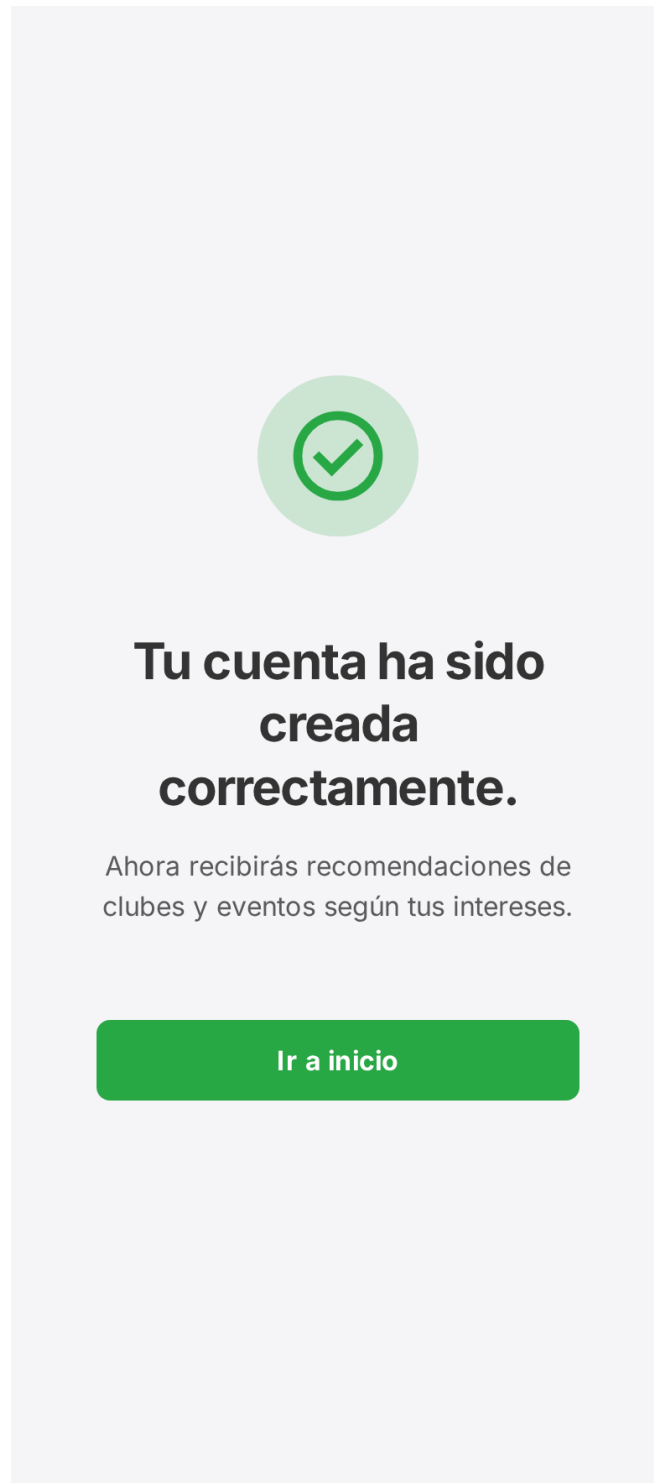 Tu cuenta ha sido
creada
correctamente.
Ahora recibirás recomendaciones de
clubes y eventos según tus intereses.
Ir a inicio